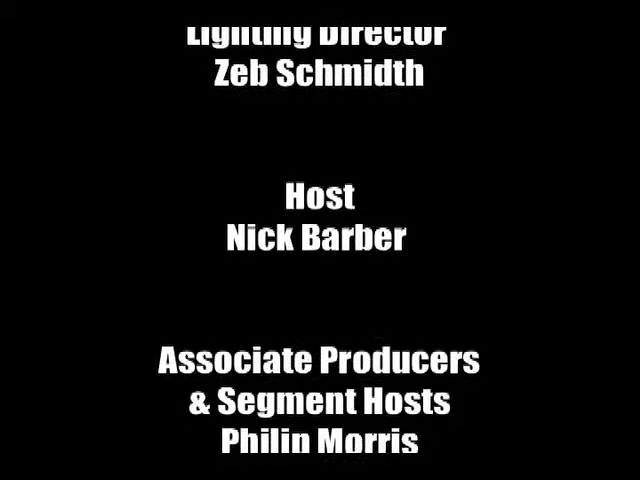 Lighting Director
Zeb Schmidth
Host
Nick Barber
Associate Producers
& Segment Hosts
Philip Morris